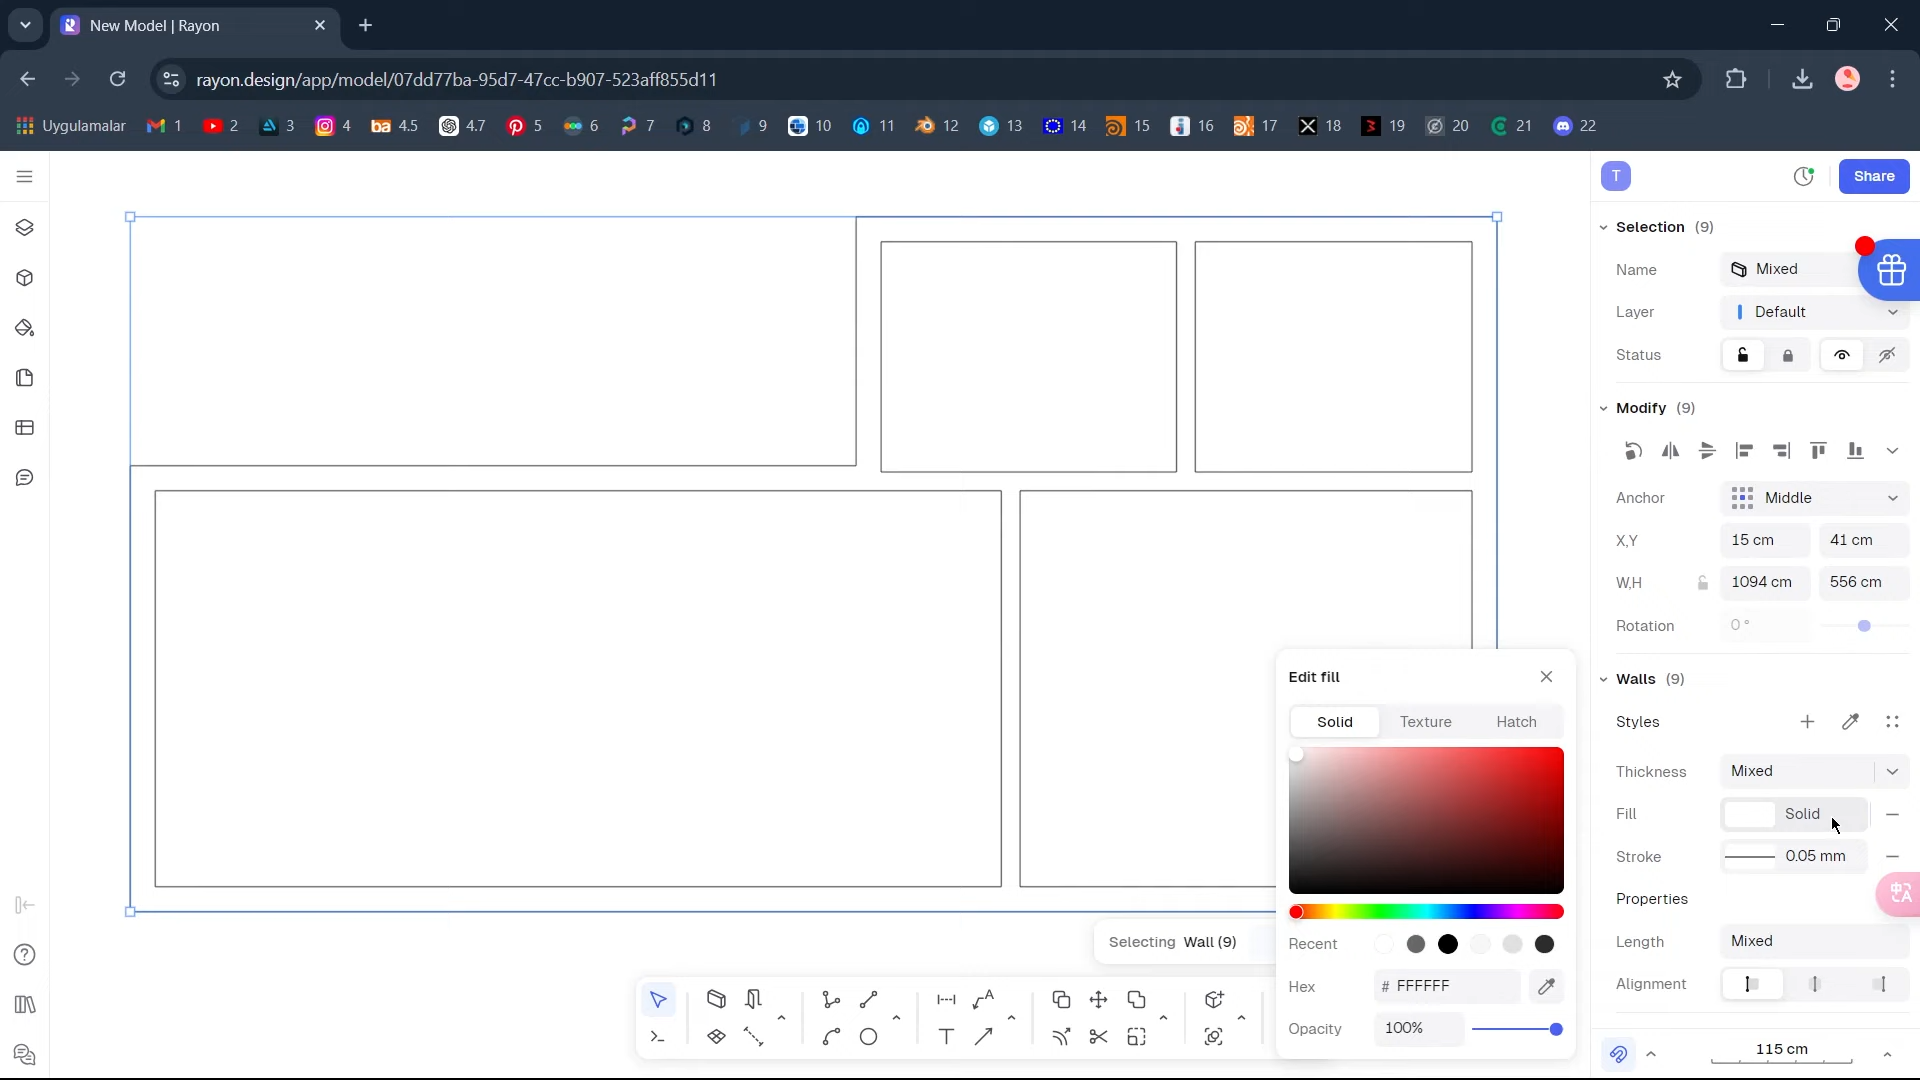 New Model | Rayon
rayon.design/app/model/07dd77ba-95d7-47cc-b907-523aff855d11
Uygulamalar 1 2 3 4 ba 4.5 4.7 5 6 7 8 9 10 11 12 13 14 15 16 17 18 19 20 21 22
T
Share
Selection (9)
Name Mixed
Layer Default
Status
Modify (9)
Anchor Middle
X,Y 15 cm 41 cm
W,H 1094 cm 556 cm
Rotation 0 °
Walls (9)
Styles
Thickness Mixed
Fill Solid
Stroke 0.05 mm
Properties
Length Mixed
Alignment
115 cm
Edit fill
Solid Texture Hatch
Recent
Hex # FFFFFF
Opacity 100%
Selecting Wall (9)